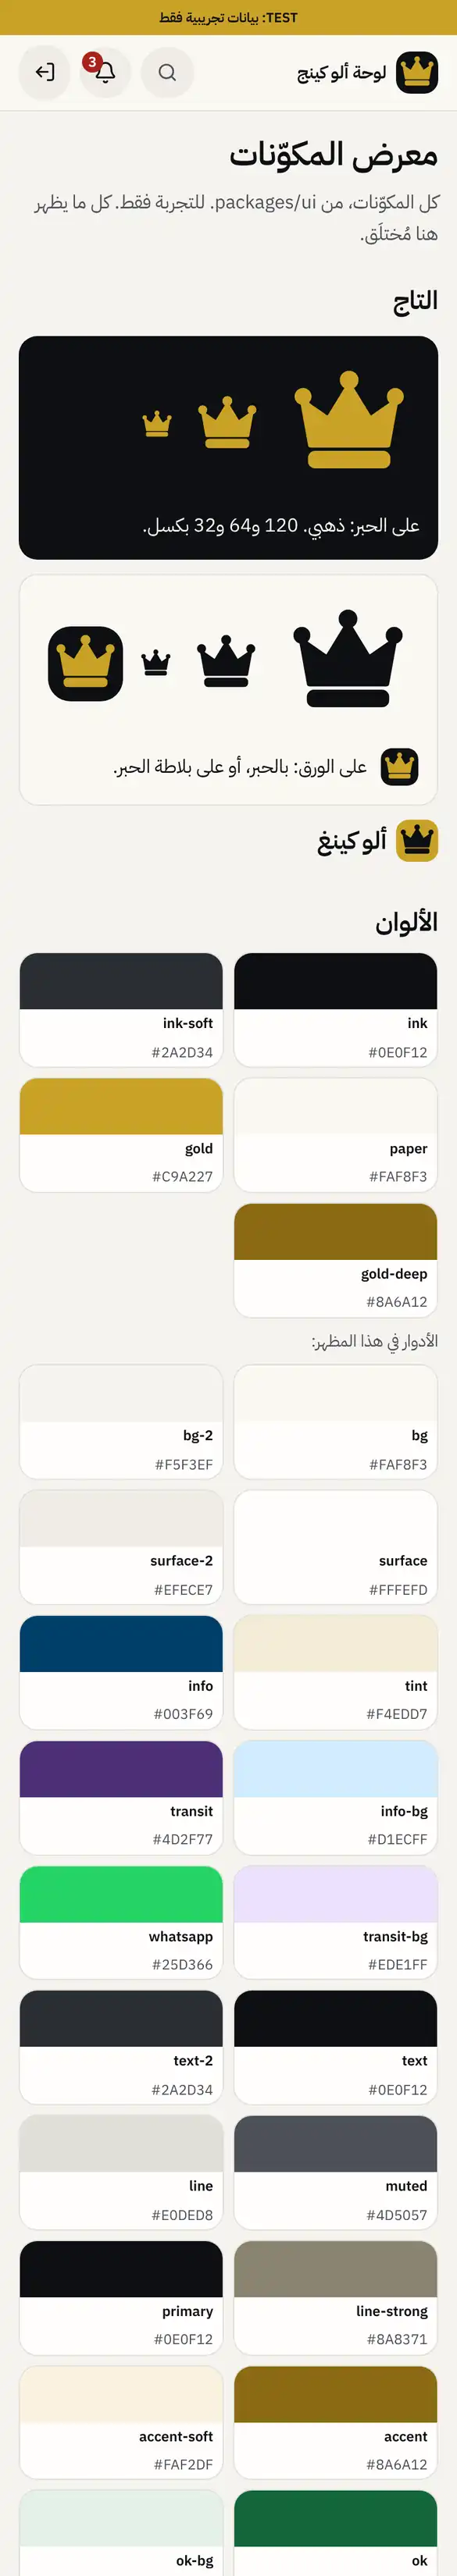 TEST: بيانات تجريبية فقط
لوحة ألو كينج
3
معرض المكوّنات
كل المكوّنات، من packages/ui. للتجربة فقط. كل ما يظهر
هنا مُختلَق.
التاج
على الحبر: ذهبي. 120 و64 و32 بكسل.
على الورق: بالحبر، أو على بلاطة الحبر.
ألو كينغ
الألوان
ink
#0E0F12
ink-soft
#2A2D34
paper
#FAF8F3
gold
#C9A227
gold-deep
#8A6A12
الأدوار في هذا المظهر:
bg
#FAF8F3
bg-2
#F5F3EF
surface
#FFFEFD
surface-2
#EFECE7
tint
#F4EDD7
info
#003F69
info-bg
#D1ECFF
transit
#4D2F77
transit-bg
#EDE1FF
whatsapp
#25D366
text
#0E0F12
text-2
#2A2D34
muted
#4D5057
line
#E0DED8
line-strong
#8A8371
primary
#0E0F12
accent
#8A6A12
accent-soft
#FAF2DF
ok
ok-bg